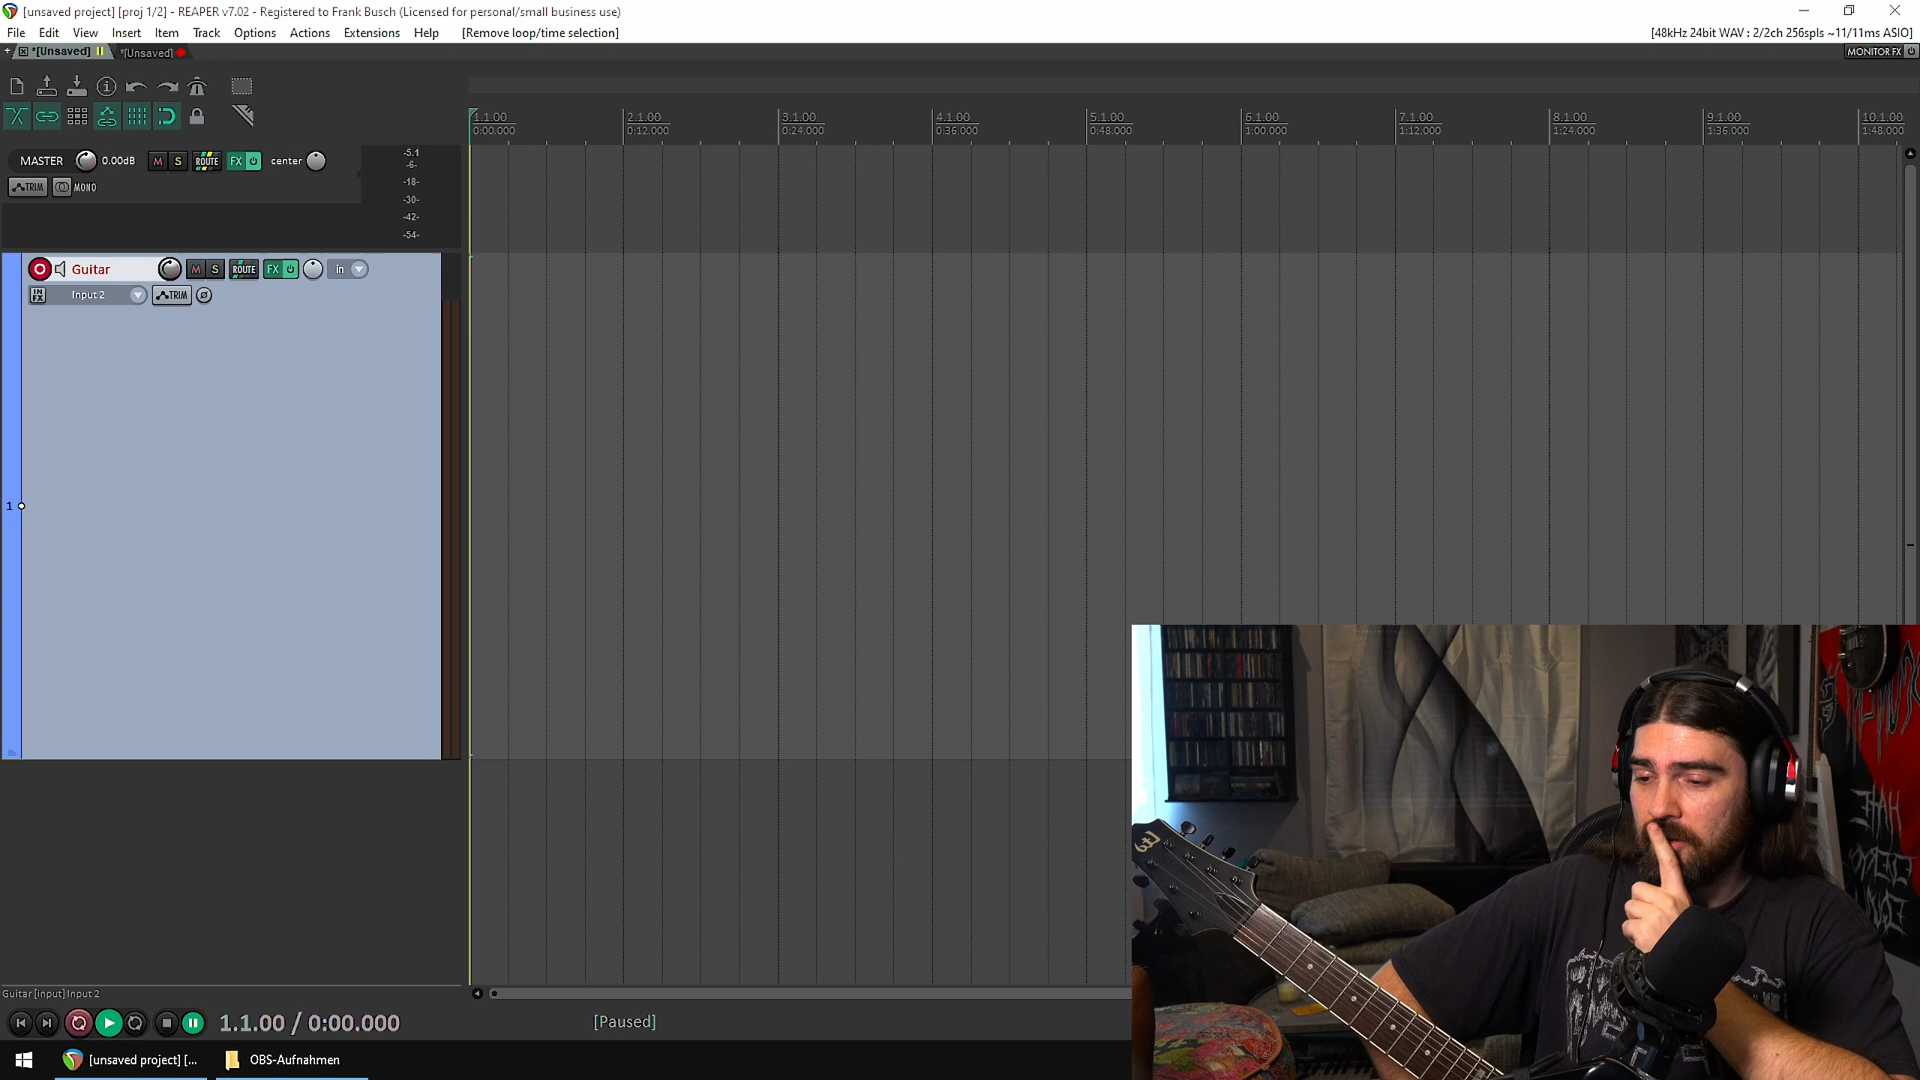 [unsaved project] [proj 1/2] - REAPER v7.02 - Registered to Frank Busch (Licensed for personal/small business use)
File Edit View Insert Item Track Options Actions Extensions Help [Remove loop/time selection] [48kHz 24bit WAV : 2/2ch 256spls ~11/11ms ASIO]
+ *[Unsaved] *[Unsaved] MONITOR FX
1.1.00 2.1.00 3.1.00 4.1.00 5.1.00 6.1.00 7.1.00 8.1.00 9.1.00 10.1.00
0:00.000 0:12.000 0:24.000 0:36.000 0:48.000 1:00.000 1:12.000 1:24.000 1:36.000 1:48.000
MASTER 0.00dB M S ROUTE FX center
TRIM MONO
-5.1
-6-
-18-
-30-
-42-
-54-
Guitar M S ROUTE FX in
IN FX Input 2 TRIM Ø
1
Guitar [input] Input 2
1.1.00 / 0:00.000 [Paused]
[unsaved project] [... OBS-Aufnahmen